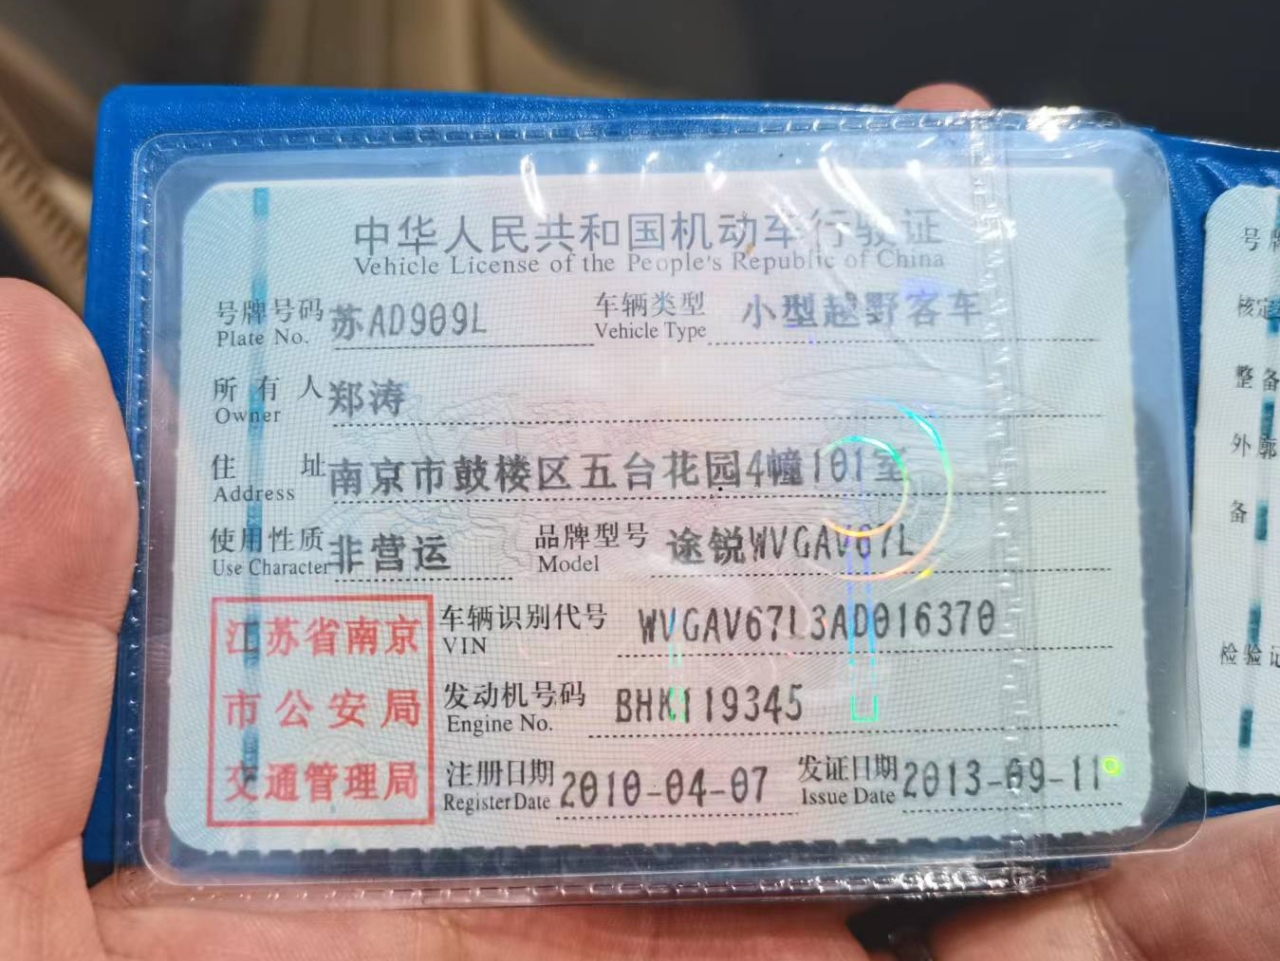 中华人民共和国机动车行驶证
Vehicle License of the People's Republic of China
号牌号码 苏AD909L 车辆类型 小型越野客车
Plate No. Vehicle Type
所有人 郑涛
Owner
住址 南京市鼓楼区五台花园4幢101室
Address
使用性质 非营运 品牌型号 途锐WVGAV67L
Use Character Model
江苏省南京
市公安局
交通管理局
车辆识别代号 WVGAV67L3AD016370
VIN
发动机号码 BHK119345
Engine No.
注册日期 2010-04-07 发证日期 2013-09-11
Register Date Issue Date
号牌
核定
整备
外廓
备
检验记